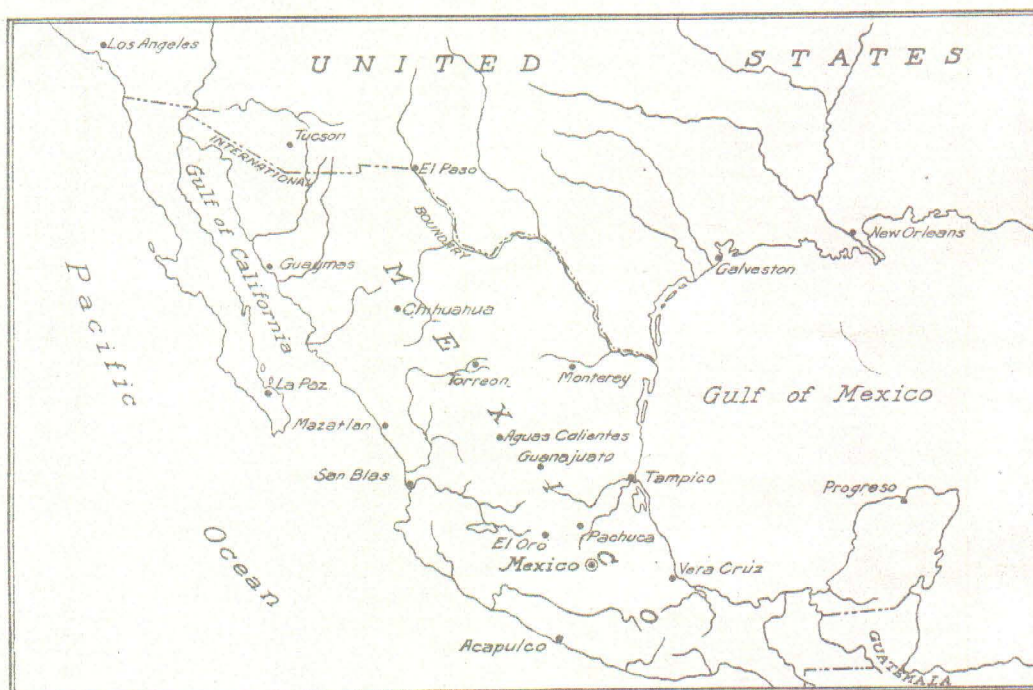 Los Angeles
UNITED STATES
Tucson
INTERNATIONAL
El Paso
BOUNDARY
New Orleans
Galveston
Gulf of California
Guaymas
Pacific
MEXICO
Chihuahua
Torreon
Monterey
La Paz
Gulf of Mexico
Mazatlan
Aguas Calientes
Guanajuato
San Blas
Tampico
Progreso
Ocean
El Oro
Pachuca
Mexico
Vera Cruz
Acapulco
GUATEMALA